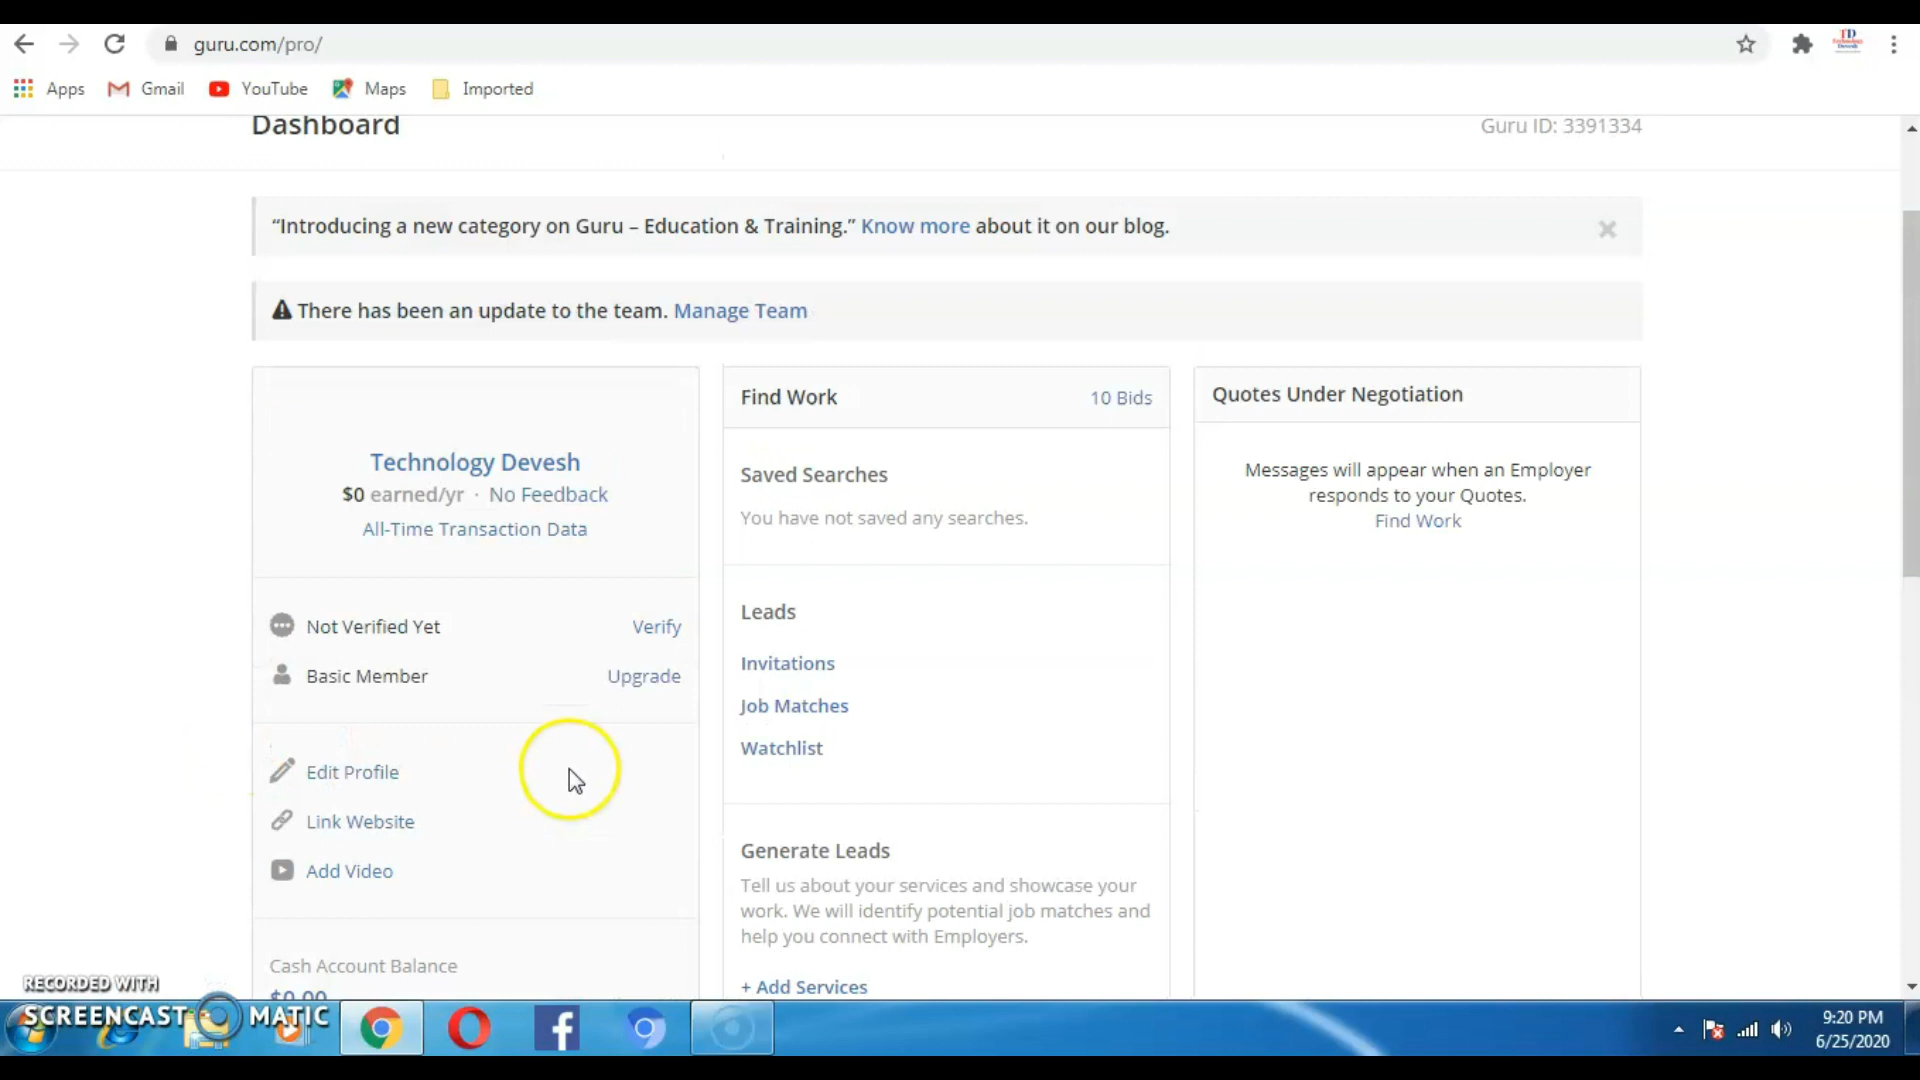 guru.com/pro/
TD
Apps
Gmail
YouTube
Maps
Imported
Dashboard
Guru ID: 3391334
“Introducing a new category on Guru – Education & Training.” Know more about it on our blog.
There has been an update to the team. Manage Team
Technology Devesh
$0 earned/yr · No Feedback
All-Time Transaction Data
Not Verified Yet
Verify
Basic Member
Upgrade
Edit Profile
Link Website
Add Video
Cash Account Balance
$0.00
Find Work
10 Bids
Saved Searches
You have not saved any searches.
Leads
Invitations
Job Matches
Watchlist
Generate Leads
Tell us about your services and showcase your
work. We will identify potential job matches and
help you connect with Employers.
+ Add Services
Quotes Under Negotiation
Messages will appear when an Employer
responds to your Quotes.
Find Work
RECORDED WITH
SCREENCAST MATIC
9:20 PM
6/25/2020